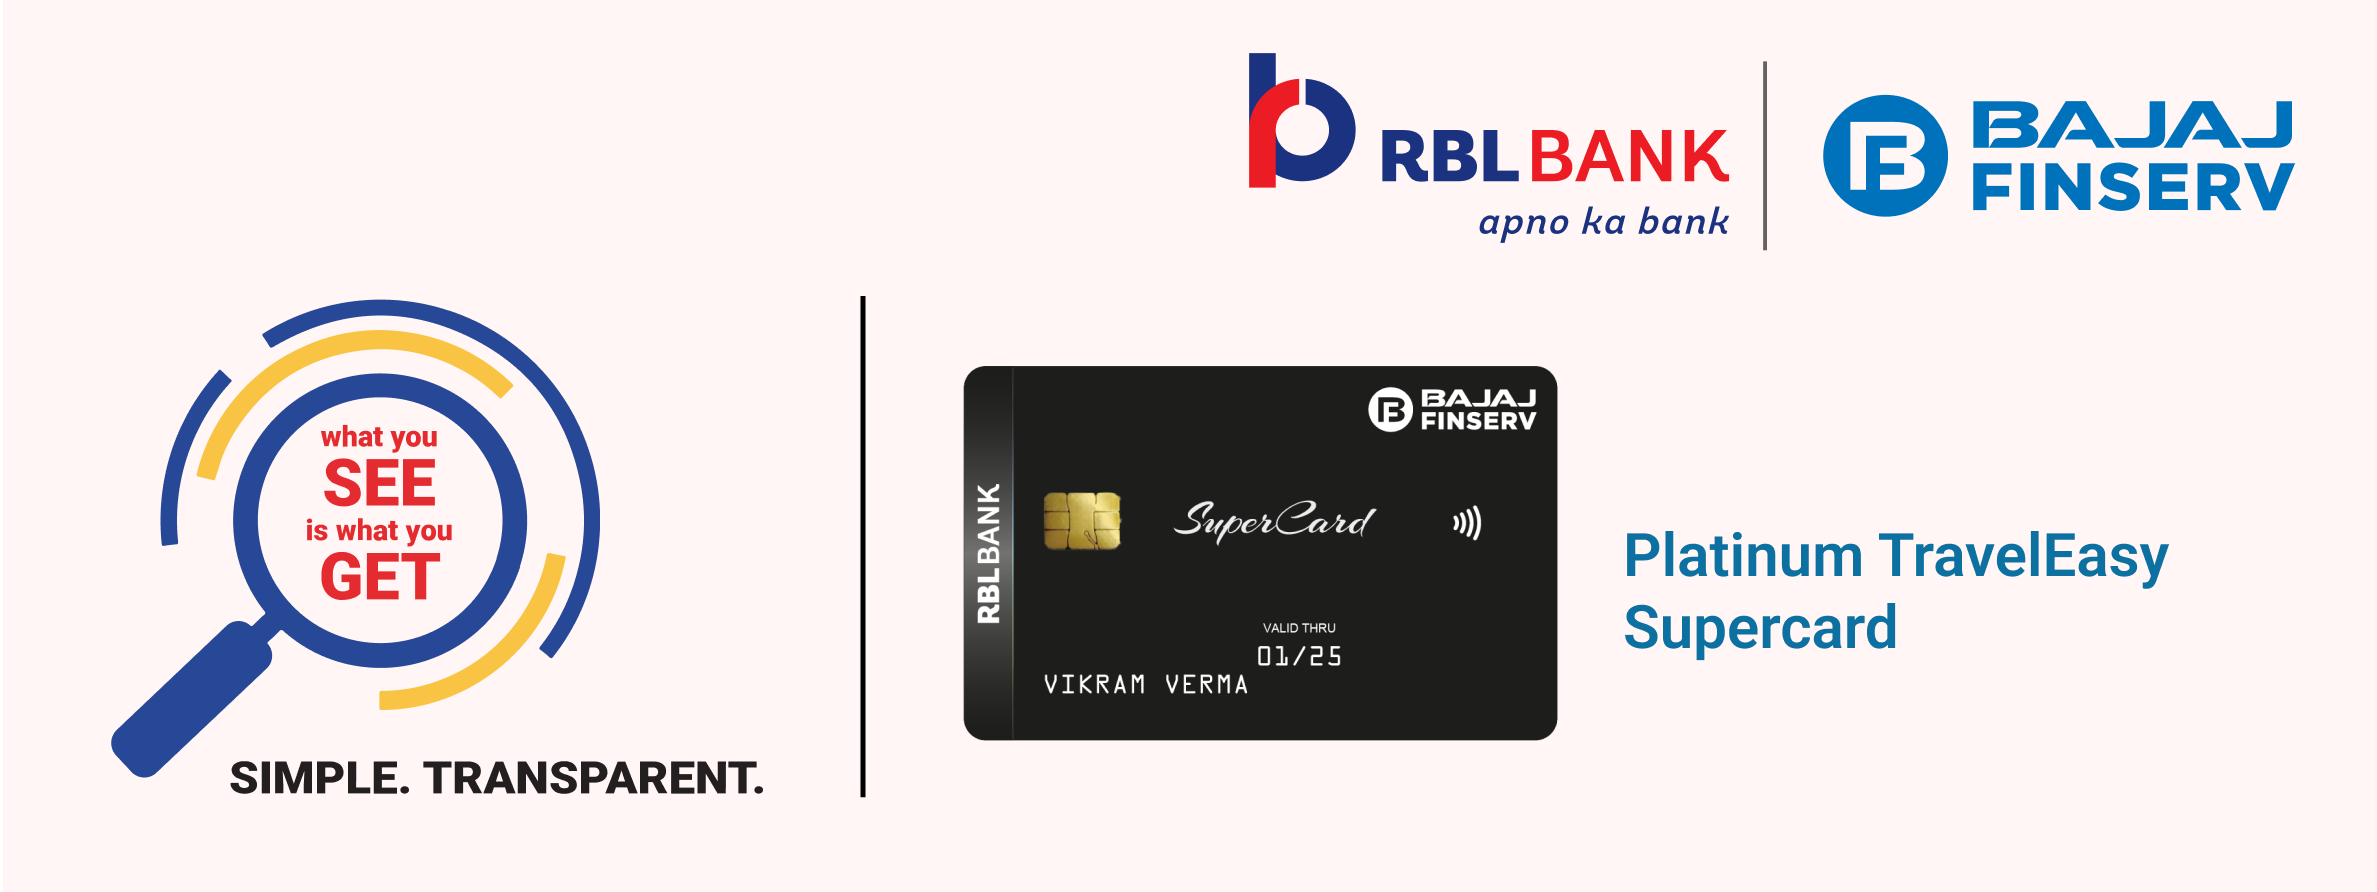 RBL BANK
apno ka bank
BAJAJ
FINSERV
what you
SEE
is what you
GET
SIMPLE. TRANSPARENT.
RBLBANK
BAJAJ
FINSERV
SuperCard
VALID THRU
01/25
VIKRAM VERMA
Platinum TravelEasy
Supercard